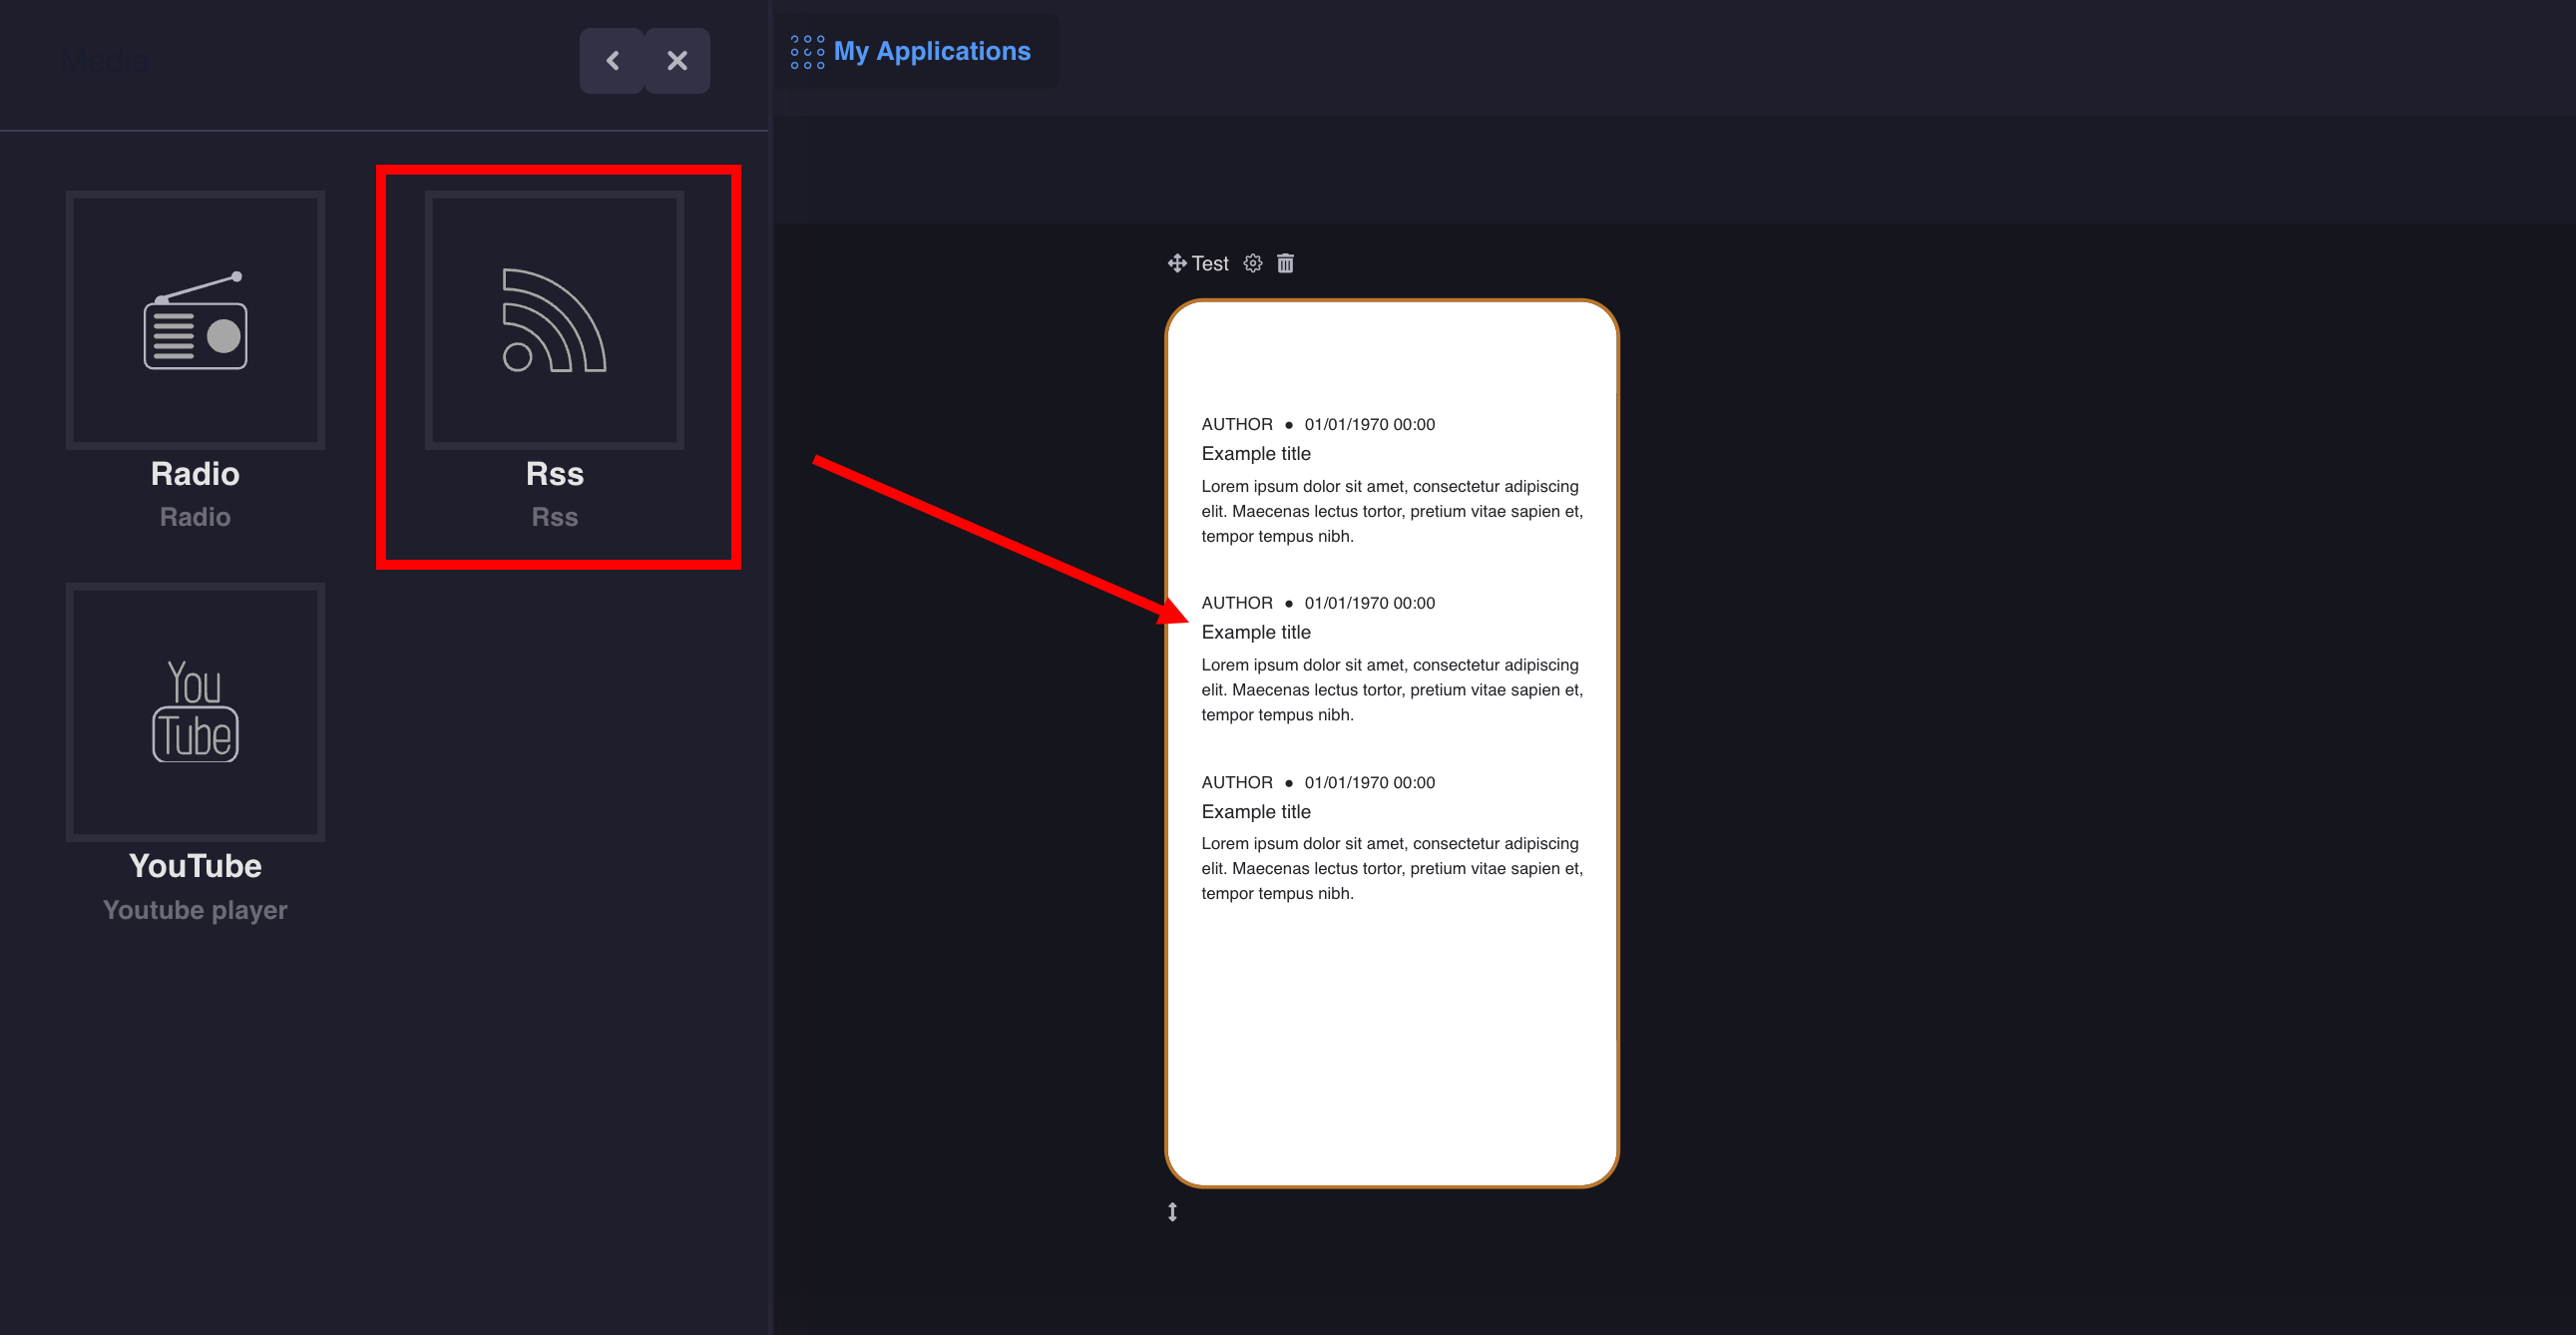 Media
My Applications
Radio
Radio
Rss
Rss
You
Tube
YouTube
Youtube player
Test
AUTHOR ● 01/01/1970 00:00
Example title
Lorem ipsum dolor sit amet, consectetur adipiscing
elit. Maecenas lectus tortor, pretium vitae sapien et,
tempor tempus nibh.
AUTHOR ● 01/01/1970 00:00
Example title
Lorem ipsum dolor sit amet, consectetur adipiscing
elit. Maecenas lectus tortor, pretium vitae sapien et,
tempor tempus nibh.
AUTHOR ● 01/01/1970 00:00
Example title
Lorem ipsum dolor sit amet, consectetur adipiscing
elit. Maecenas lectus tortor, pretium vitae sapien et,
tempor tempus nibh.